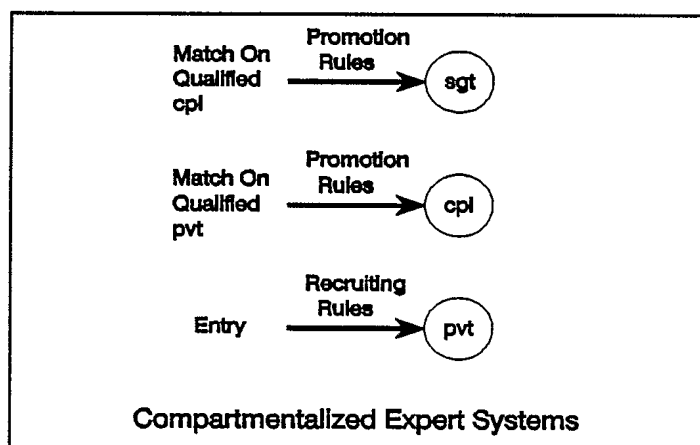 Promotion
Rules
Match On
Qualified
cpl
sgt
Promotion
Rules
Match On
Qualified
pvt
cpl
Recruiting
Rules
Entry
pvt
Compartmentalized Expert Systems